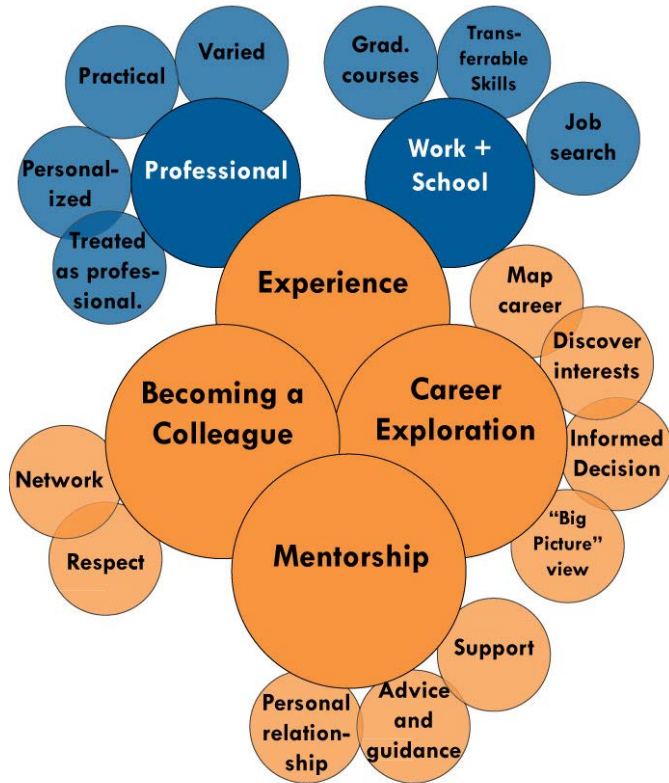 Varied
Practical
Professional
Personal-
ized
Treated
as profes-
sional.
Grad.
courses
Trans-
ferrable
Skills
Job
search
Work +
School
Experience
Becoming a
Colleague
Network
Respect
Career
Exploration
Map
career
Discover
interests
Informed
Decision
“Big
Picture”
view
Mentorship
Support
Advice
and
guidance
Personal
relation-
ship